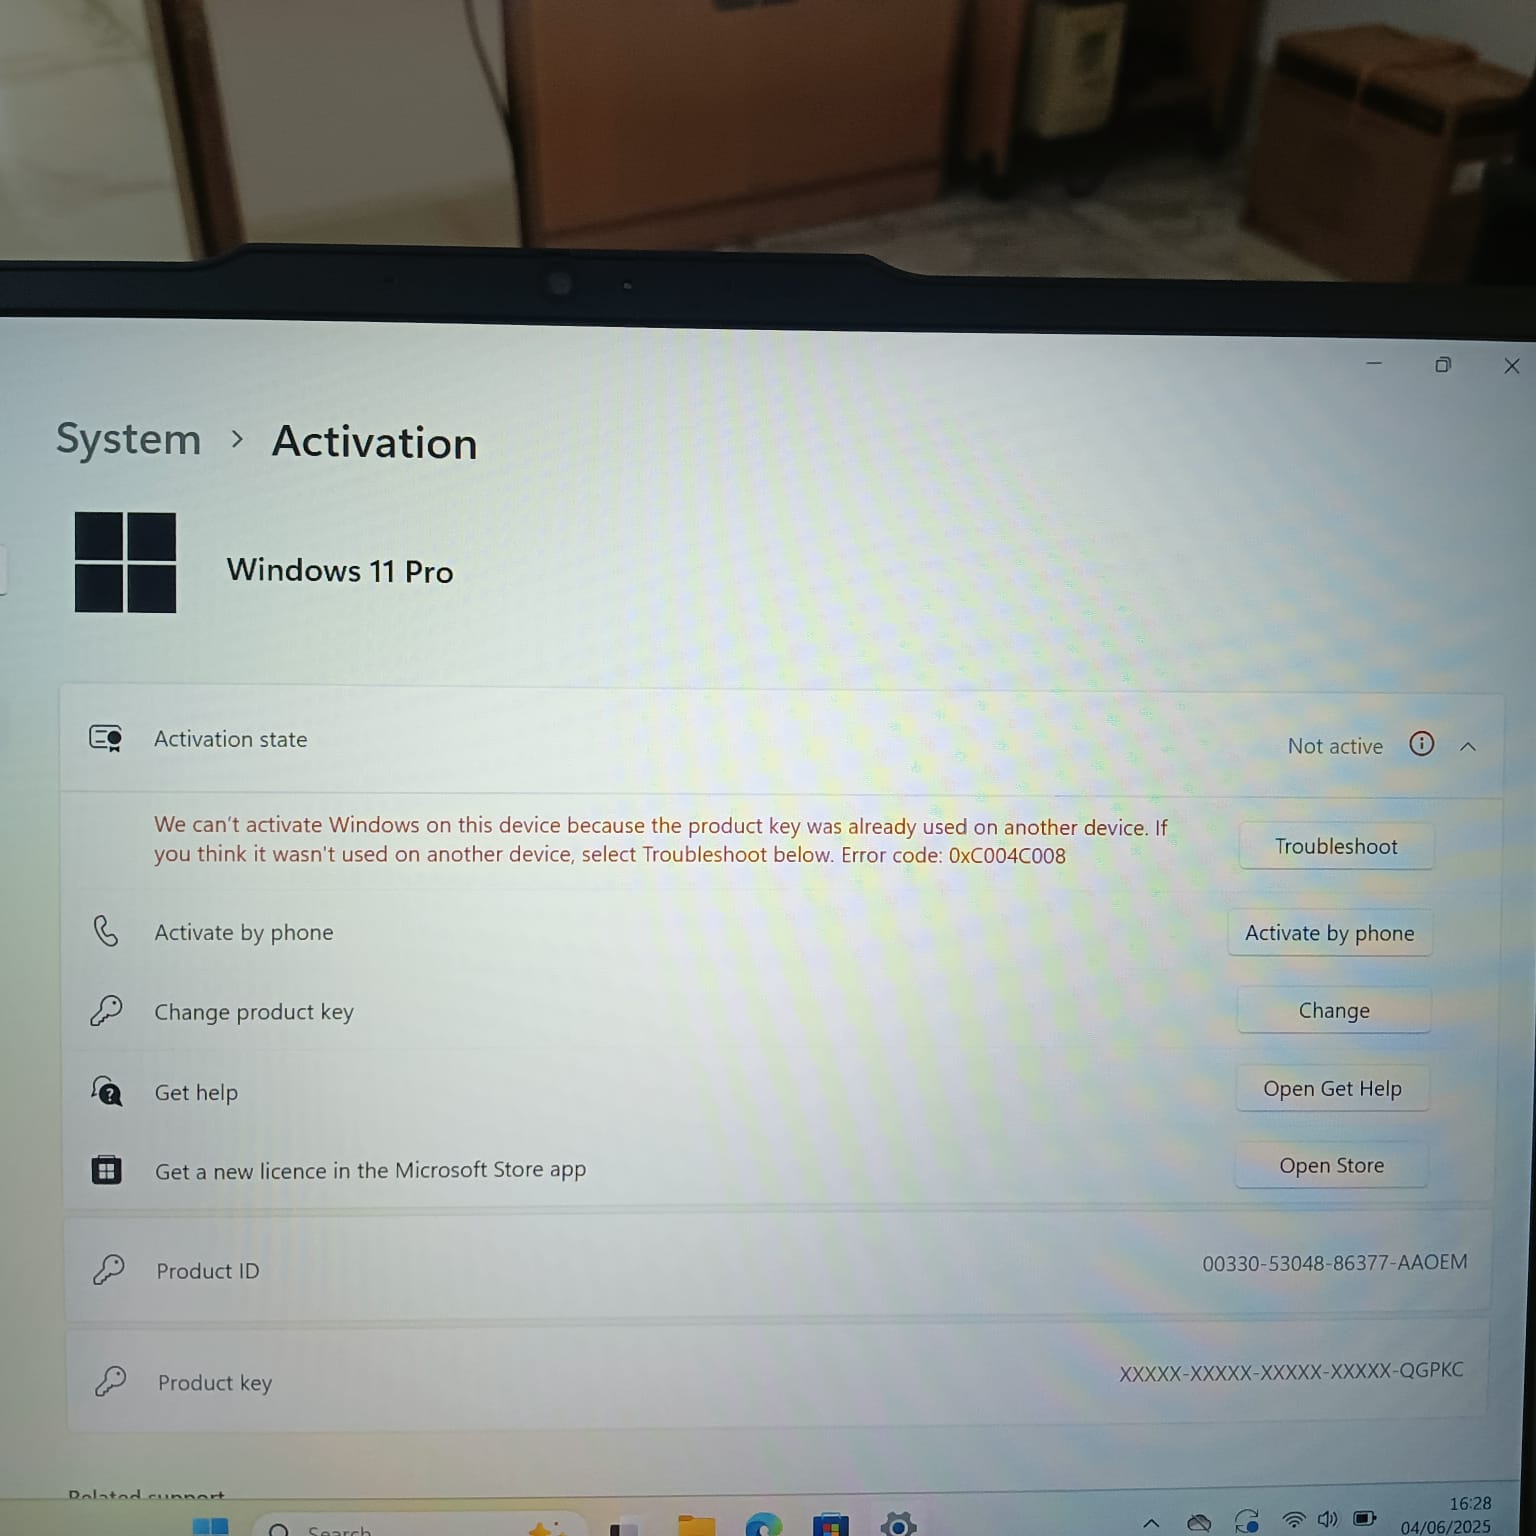 System > Activation
Windows 11 Pro
Activation state
Not active
We can't activate Windows on this device because the product key was already used on another device. If
you think it wasn't used on another device, select Troubleshoot below. Error code: 0xC004C008
Troubleshoot
Activate by phone
Activate by phone
Change product key
Change
Get help
Open Get Help
Get a new licence in the Microsoft Store app
Open Store
Product ID
00330-53048-86377-AAOEM
Product key
XXXXX-XXXXX-XXXXX-XXXXX-QGPKC
Related support
Search
16:28
04/06/2025